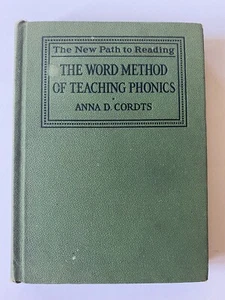 The New Path to Reading
THE WORD METHOD
OF TEACHING PHONICS
ANNA D. CORDTS